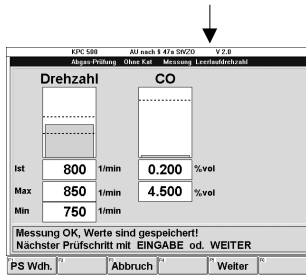 KPC 500 AU nach § 47a StVZO V 2.0
Abgas-Prüfung Ohne Kat Messung Leerlaufdrehzahl
Drehzahl CO
Ist 800 1/min 0.200 %vol
Max 850 1/min 4.500 %vol
Min 750 1/min
Messung OK, Werte sind gespeichert!
Nächster Prüfschritt mit EINGABE od. WEITER
PS Wdh. Abbruch Weiter